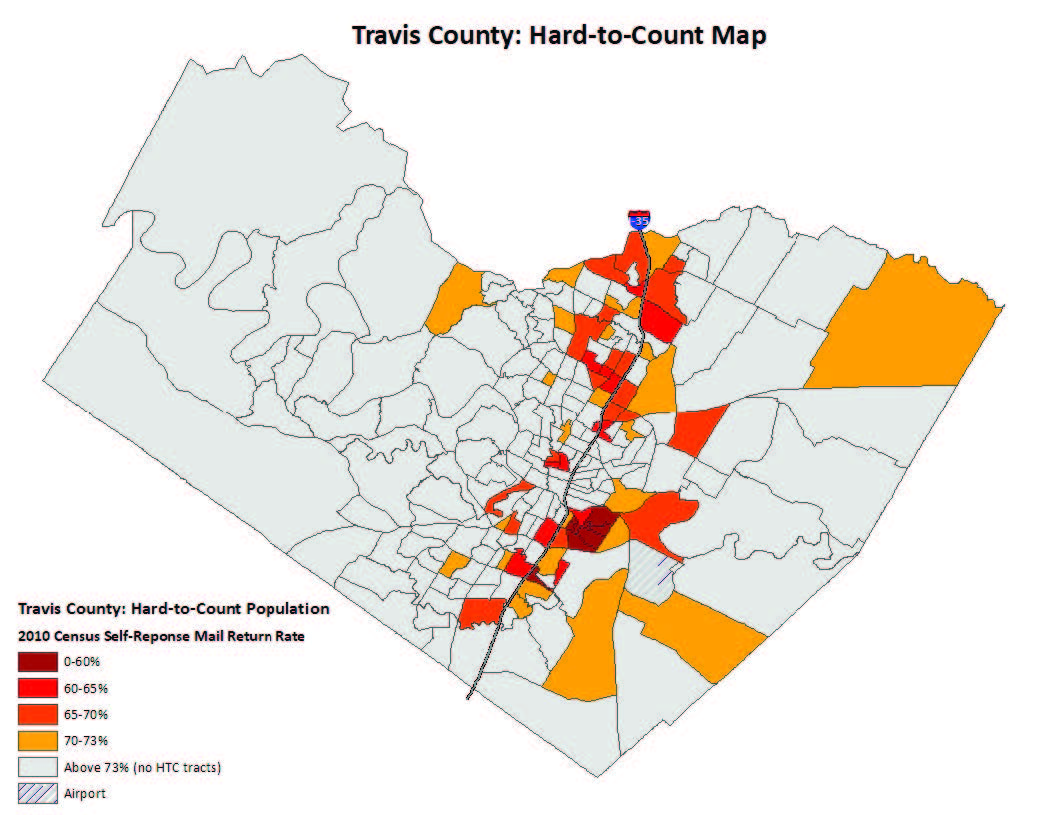 Travis County: Hard-to-Count Map
35
Travis County: Hard-to-Count Population
2010 Census Self-Reponse Mail Return Rate
0-60%
60-65%
65-70%
70-73%
Above 73% (no HTC tracts)
Airport